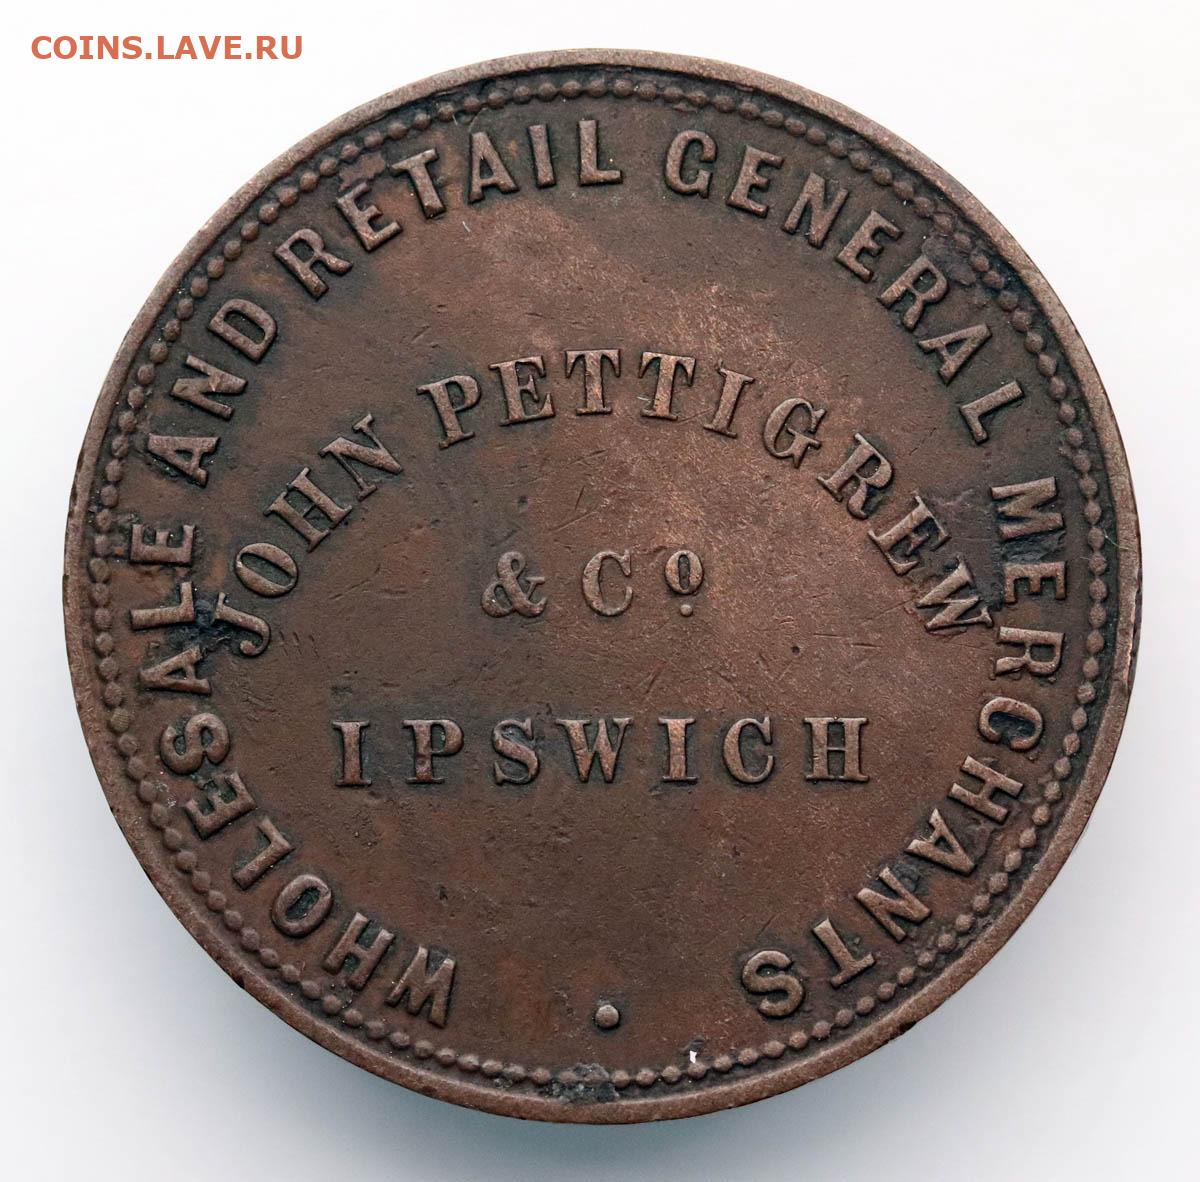 COINS.LAVE.RU
WHOLESALE AND RETAIL GENERAL MERCHANTS
JOHN PETTIGREW
& Cº
IPSWICH